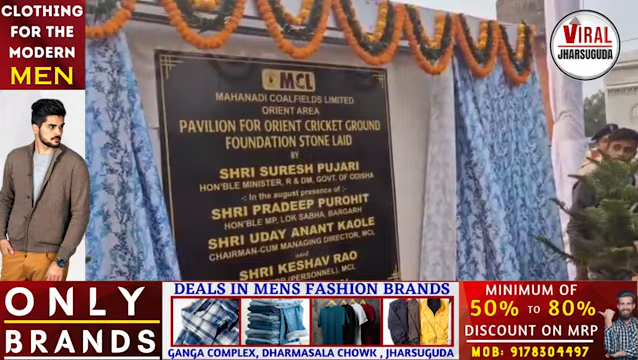 CLOTHING
FOR THE
MODERN
MEN
VIRAL
JHARSUGUDA
MCL
MAHANADI COALFIELDS LIMITED
ORIENT AREA
PAVILION FOR ORIENT CRICKET GROUND
FOUNDATION STONE LAID
BY
SHRI SURESH PUJARI
HON'BLE MINISTER, R & DM, GOVT. OF ODISHA
-: In the august presence of :-
SHRI PRADEEP PUROHIT
HON'BLE MP, LOK SABHA, BARGARH
SHRI UDAY ANANT KAOLE
CHAIRMAN-CUM MANAGING DIRECTOR, MCL
and
SHRI KESHAV RAO
(PERSONNEL), MCL
ONLY
BRANDS
DEALS IN MENS FASHION BRANDS
GANGA COMPLEX, DHARMASALA CHOWK , JHARSUGUDA
MINIMUM OF
50% TO 80%
DISCOUNT ON MRP
MOB: 9178304497